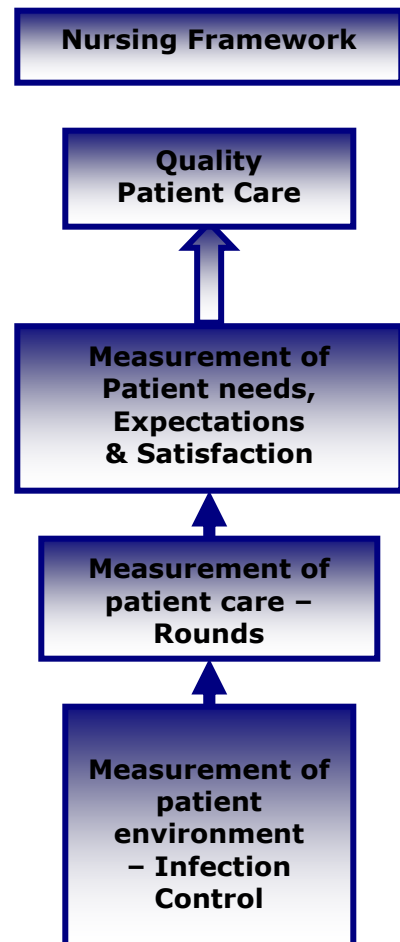 Nursing Framework
Quality
Patient Care
Measurement of
Patient needs,
Expectations
& Satisfaction
Measurement of
patient care –
Rounds
Measurement of
patient
environment
– Infection
Control